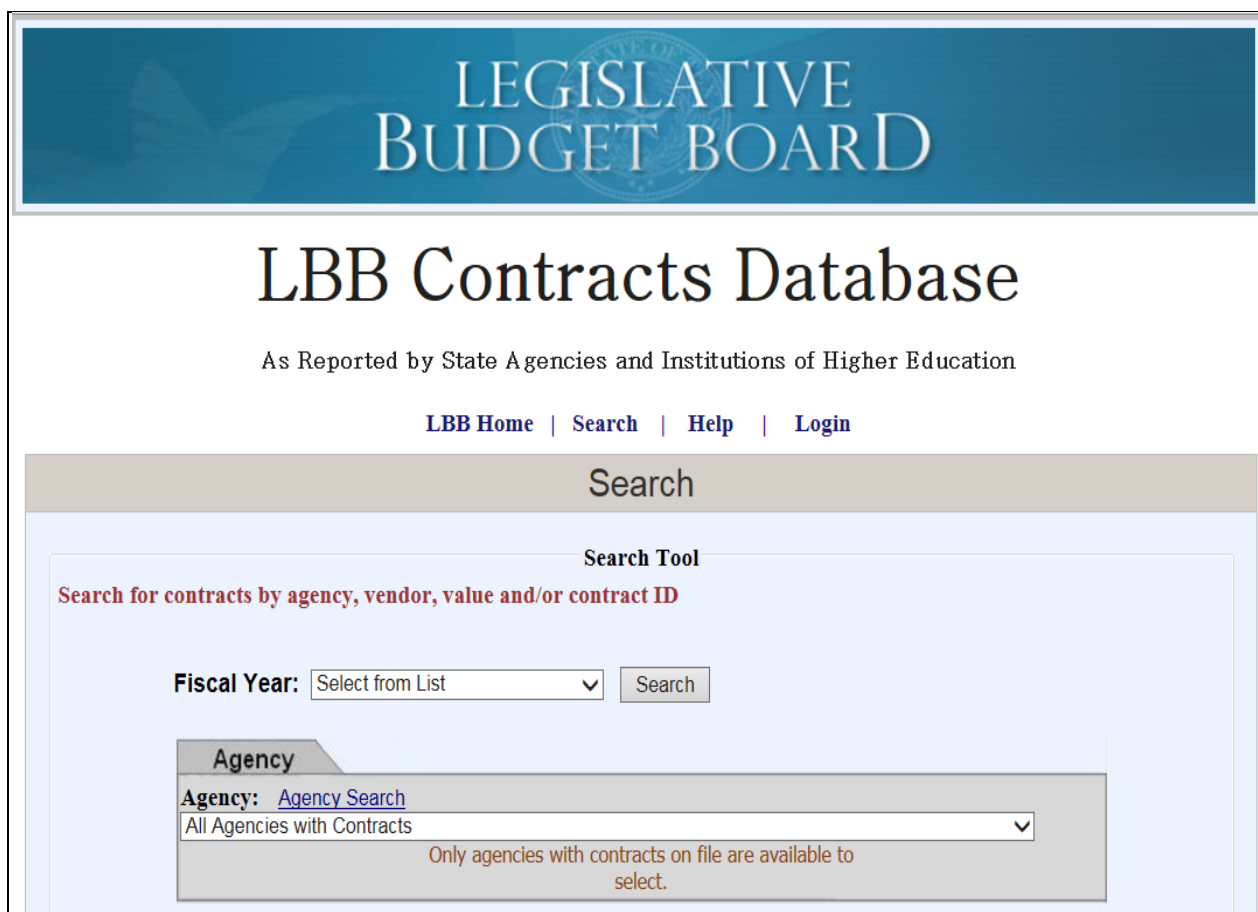 LEGISLATIVE
BUDGET BOARD
LBB Contracts Database
As Reported by State Agencies and Institutions of Higher Education
LBB Home | Search | Help | Login
Search
Search Tool
Search for contracts by agency, vendor, value and/or contract ID
Fiscal Year: Select from List Search
Agency
Agency: Agency Search
All Agencies with Contracts
Only agencies with contracts on file are available to
select.